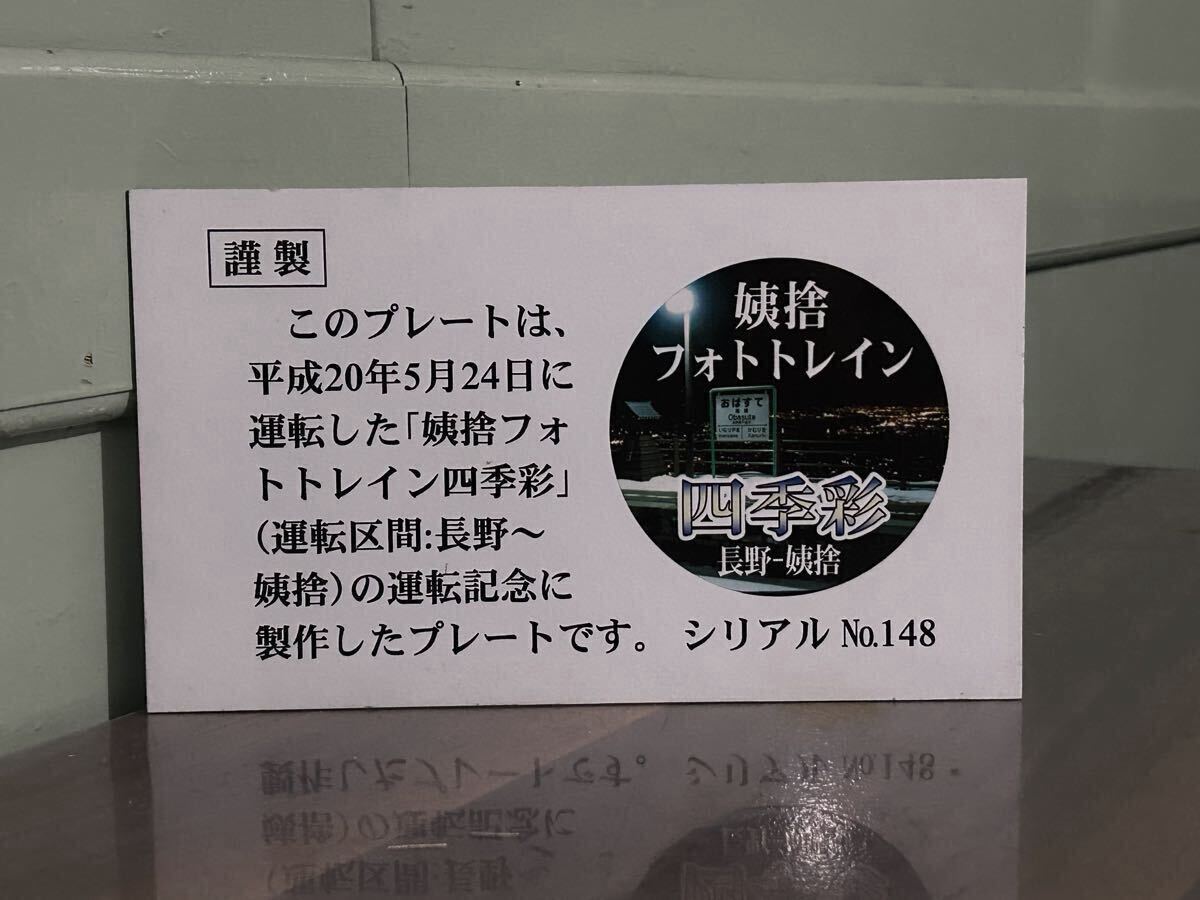 謹製
このプレートは、
平成20年5月24日に
運転した「姨捨フォ
トトレイン四季彩」
(運転区間:長野～
姨捨)の運転記念に
製作したプレートです。 シリアル №148
姨捨
フォトトレイン
おばすて
姨捨
Obasute
四季彩
長野-姨捨